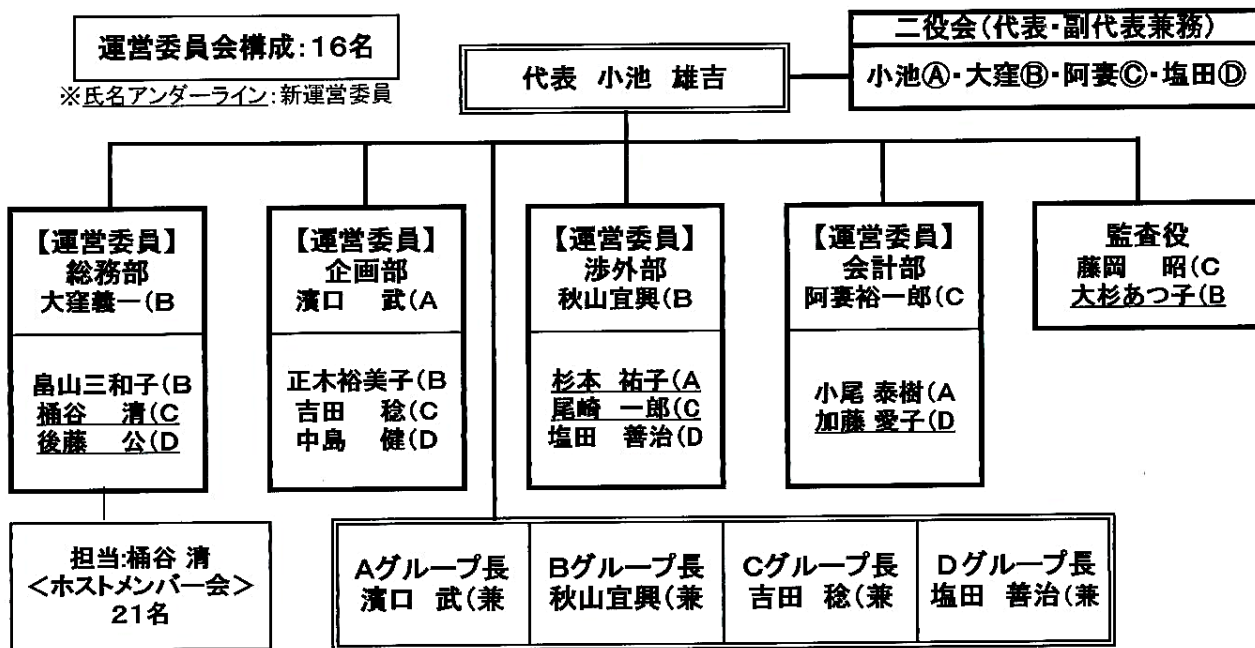 運営委員会構成：16名
※氏名アンダーライン：新運営委員
代表 小池 雄吉
二役会（代表・副代表兼務）
小池Ⓐ・大窪Ⓑ・阿妻Ⓒ・塩田Ⓓ
【運営委員】
総務部
大窪義一(B
畠山三和子(B
桶谷 清(C
後藤 公(D
【運営委員】
企画部
濱口 武(A
正木裕美子(B
吉田 稔(C
中島 健(D
【運営委員】
渉外部
秋山宜興(B
杉本 祐子(A
尾崎 一郎(C
塩田 善治(D
【運営委員】
会計部
阿妻裕一郎(C
小尾 泰樹(A
加藤 愛子(D
監査役
藤岡 昭(C
大杉あつ子(B
担当:桶谷 清
＜ホストメンバー会＞
21名
Aグループ長
濱口 武(兼
Bグループ長
秋山宜興(兼
Cグループ長
吉田 稔(兼
Dグループ長
塩田 善治(兼